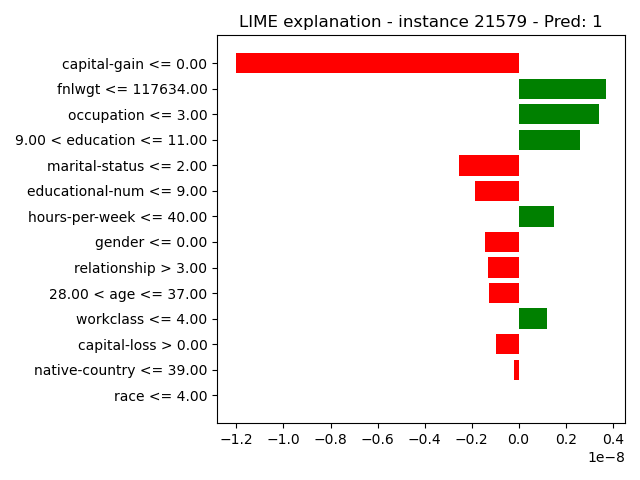 LIME explanation - instance 21579 - Pred: 1
capital-gain <= 0.00
fnlwgt <= 117634.00
occupation <= 3.00
9.00 < education <= 11.00
marital-status <= 2.00
educational-num <= 9.00
hours-per-week <= 40.00
gender <= 0.00
relationship > 3.00
28.00 < age <= 37.00
workclass <= 4.00
capital-loss > 0.00
native-country <= 39.00
race <= 4.00
−1.2 −1.0 −0.8 −0.6 −0.4 −0.2 0.0 0.2 0.4
1e−8